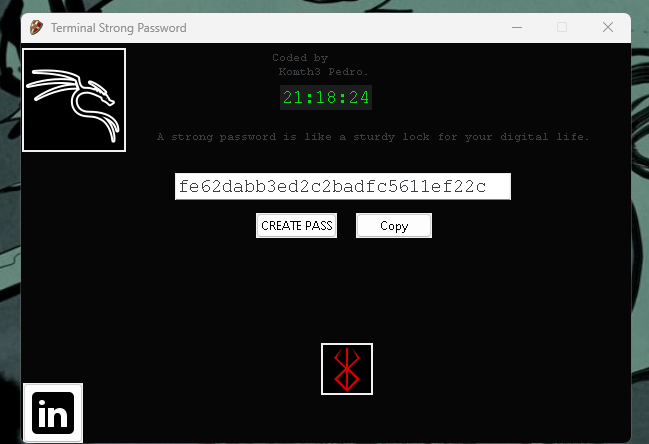 Terminal Strong Password
Coded by
Komth3 Pedro.
21:18:24
A strong password is like a sturdy lock for your digital life.
fe62dabb3ed2c2badfc5611ef22c
CREATE PASS
Copy
in